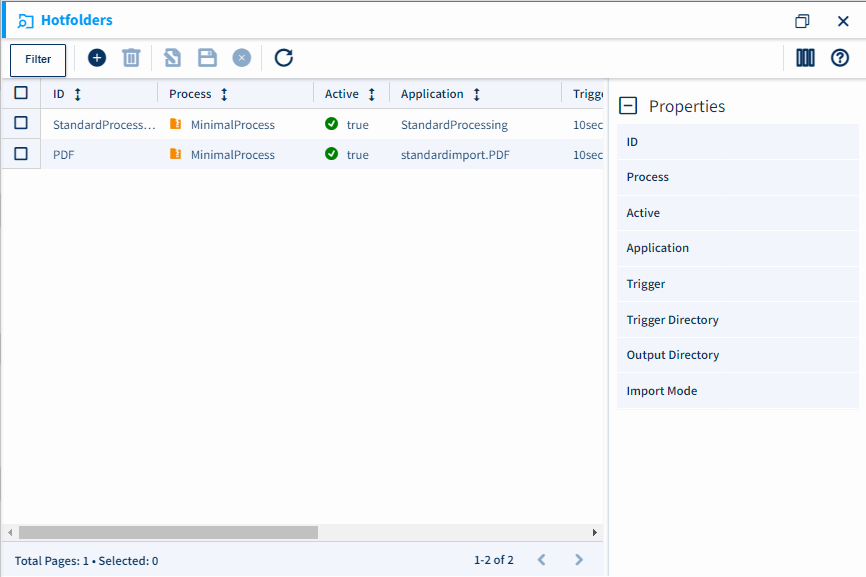 Hotfolders
Filter
ID Process Active Application Trigge
StandardProcess... MinimalProcess true StandardProcessing 10sec
PDF MinimalProcess true standardimport.PDF 10sec
Properties
ID
Process
Active
Application
Trigger
Trigger Directory
Output Directory
Import Mode
Total Pages: 1 • Selected: 0 1-2 of 2